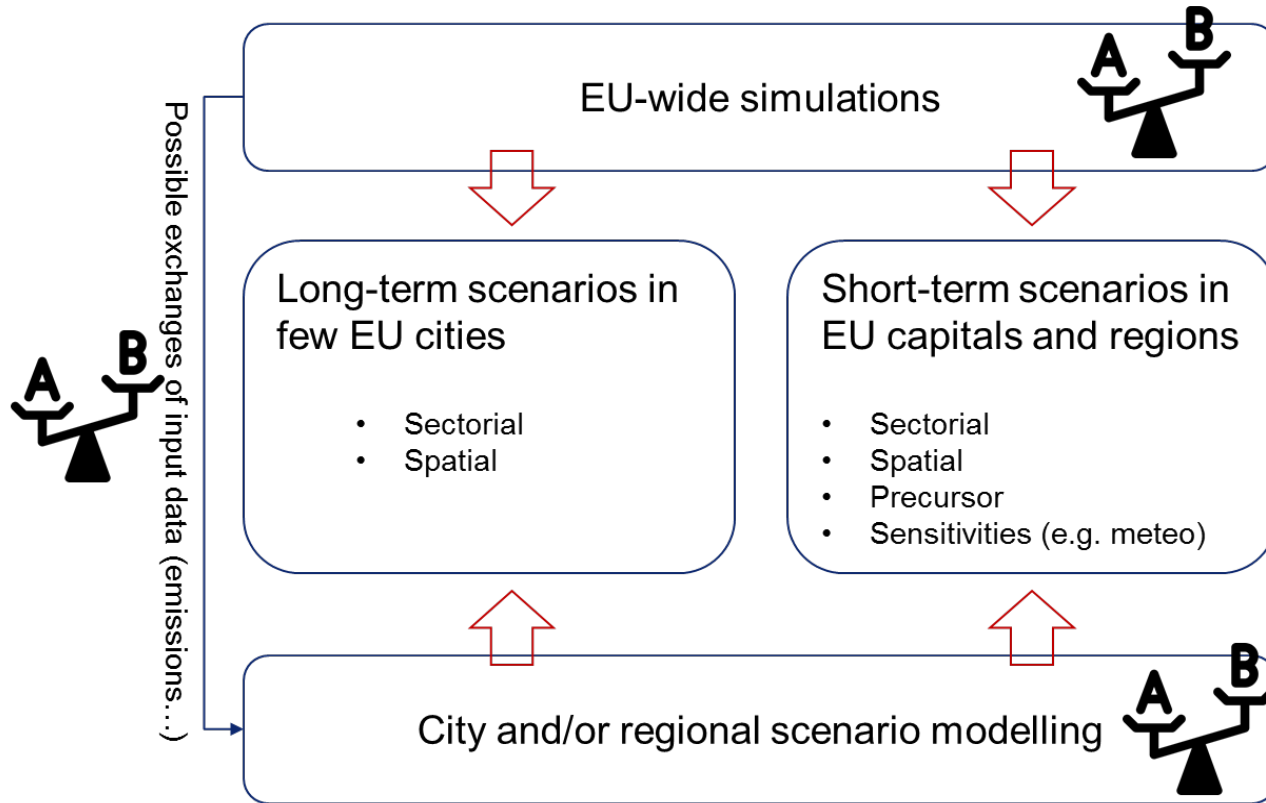 A B
EU-wide simulations
Possible exchanges of input data (emissions...)
Long-term scenarios in
few EU cities
• Sectorial
• Spatial
Short-term scenarios in
EU capitals and regions
• Sectorial
• Spatial
• Precursor
• Sensitivities (e.g. meteo)
A B
City and/or regional scenario modelling
A B